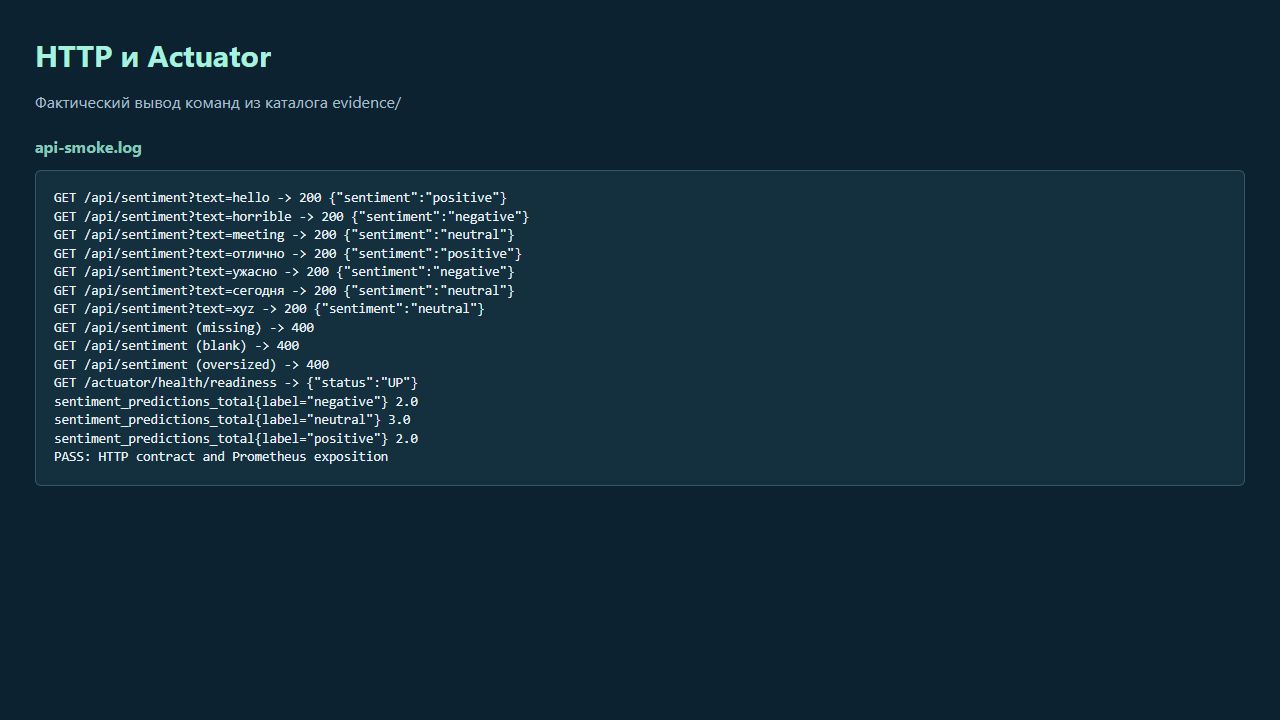 HTTP и Actuator
Фактический вывод команд из каталога evidence/
api-smoke.log
GET /api/sentiment?text=hello -> 200 {"sentiment":"positive"}
GET /api/sentiment?text=horrible -> 200 {"sentiment":"negative"}
GET /api/sentiment?text=meeting -> 200 {"sentiment":"neutral"}
GET /api/sentiment?text=отлично -> 200 {"sentiment":"positive"}
GET /api/sentiment?text=ужасно -> 200 {"sentiment":"negative"}
GET /api/sentiment?text=сегодня -> 200 {"sentiment":"neutral"}
GET /api/sentiment?text=xyz -> 200 {"sentiment":"neutral"}
GET /api/sentiment (missing) -> 400
GET /api/sentiment (blank) -> 400
GET /api/sentiment (oversized) -> 400
GET /actuator/health/readiness -> {"status":"UP"}
sentiment_predictions_total{label="negative"} 2.0
sentiment_predictions_total{label="neutral"} 3.0
sentiment_predictions_total{label="positive"} 2.0
PASS: HTTP contract and Prometheus exposition